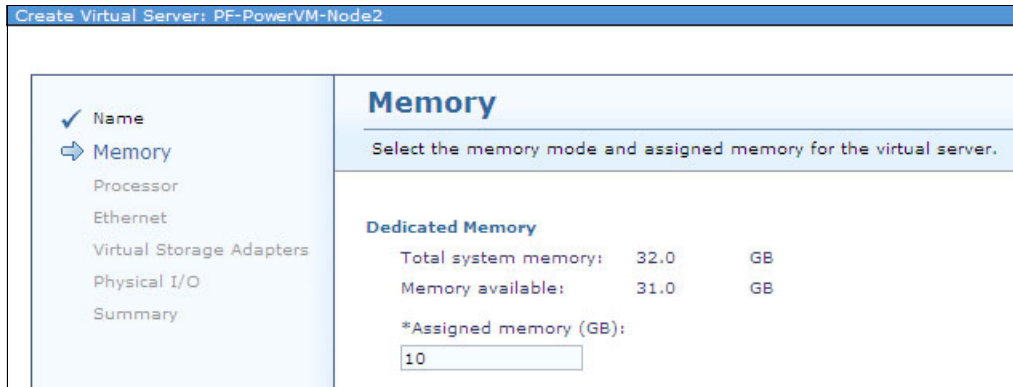 Create Virtual Server: PF-PowerVM-Node2
Name
Memory
Processor
Ethernet
Virtual Storage Adapters
Physical I/O
Summary
Memory
Select the memory mode and assigned memory for the virtual server.
Dedicated Memory
Total system memory: 32.0 GB
Memory available: 31.0 GB
*Assigned memory (GB):
10